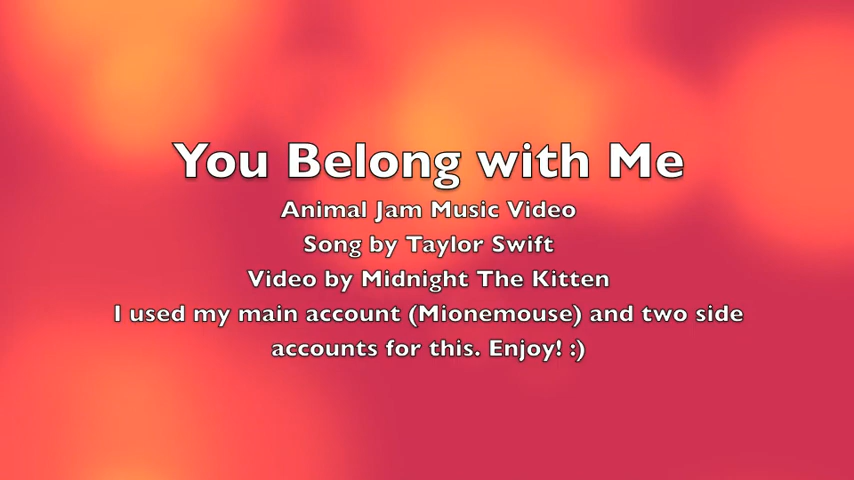 You Belong with Me
Animal Jam Music Video
Song by Taylor Swift
Video by Midnight The Kitten
I used my main account (Mionemouse) and two side
accounts for this. Enjoy! :)